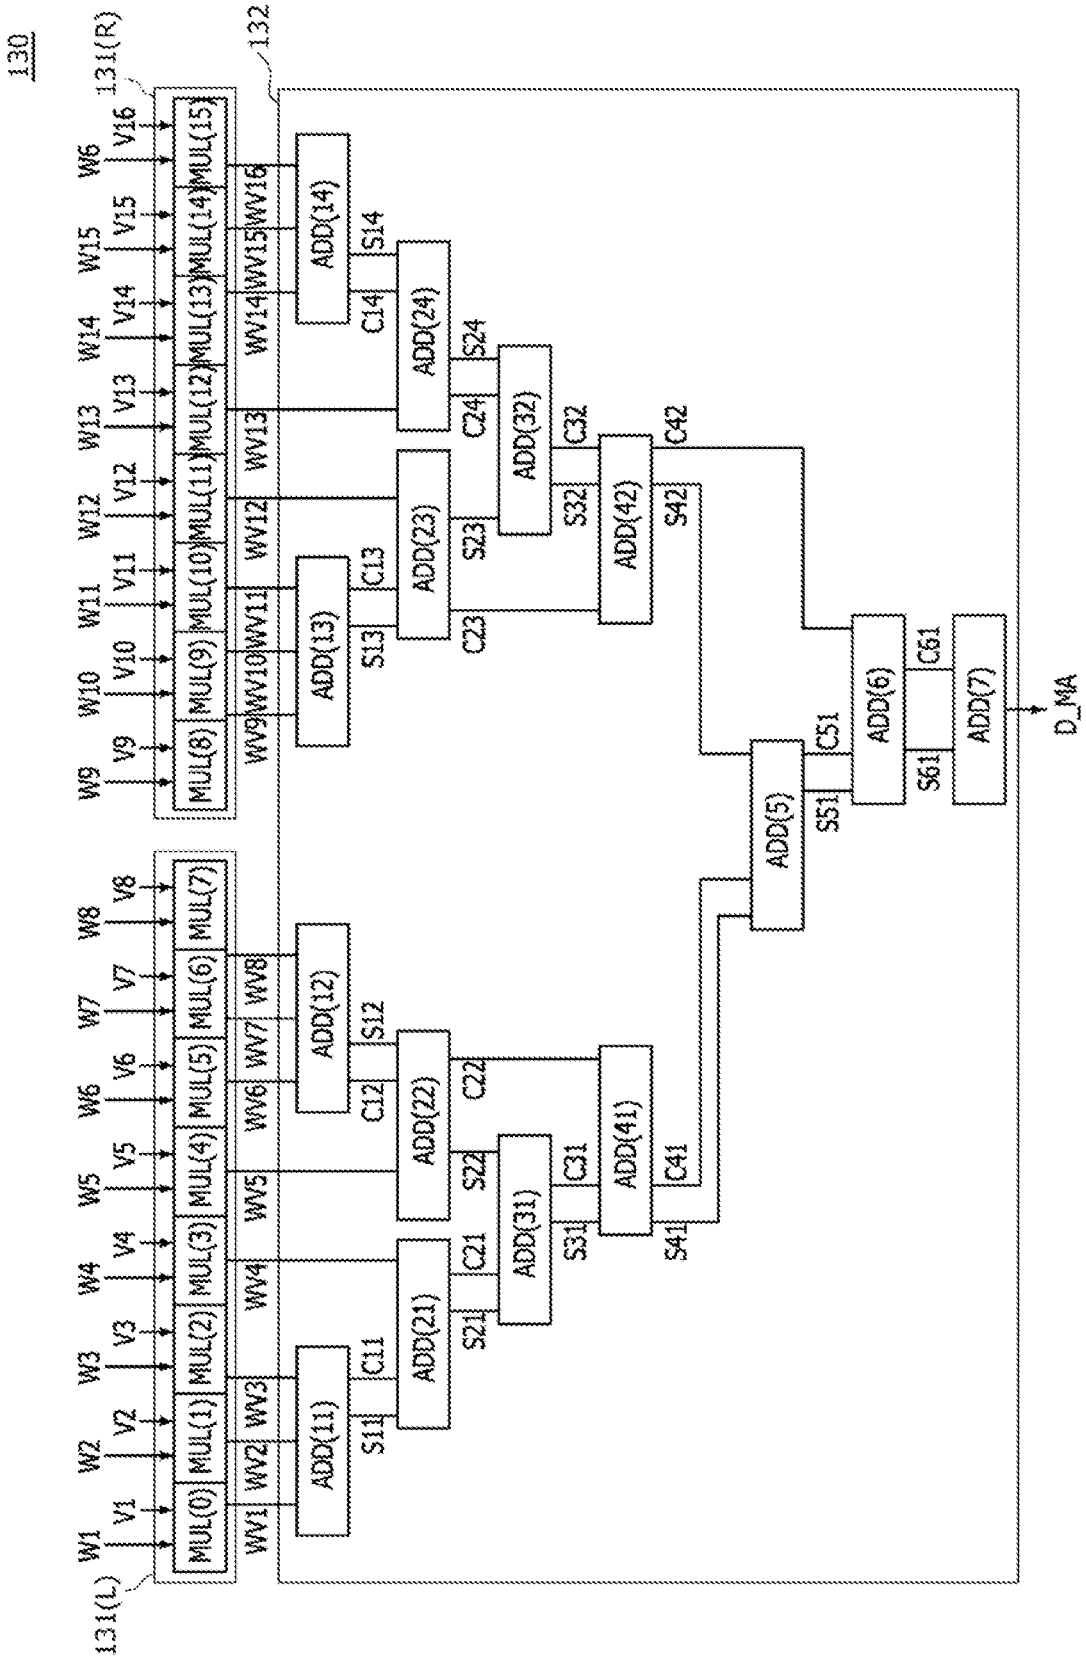 130
131(L)
131(R)
W1 V1 W2 V2 W3 V3 W4 V4 W5 V5 W6 V6 W7 V7 W8 V8 W9 V9 W10 V10 W11 V11 W12 V12 W13 V13 W14 V14 W15 V15 W6 V16
MUL(0) MUL(1) MUL(2) MUL(3) MUL(4) MUL(5) MUL(6) MUL(7) MUL(8) MUL(9) MUL(10) MUL(11) MUL(12) MUL(13) MUL(14) MUL(15)
132
WV1 WV2 WV3 WV4 WV5 WV6 WV7 WV8 WV9 WV10 WV11 WV12 WV13 WV14 WV15 WV16
ADD(11) ADD(12) ADD(13) ADD(14)
S11 C11 C12 S12 S13 C13 C14 S14
ADD(21) ADD(22) ADD(23) ADD(24)
S21 C21 S22 C22 C23 S23 C24 S24
ADD(31) ADD(32)
S31 C31 S32 C32
ADD(41) ADD(42)
S41 C41 S42 C42
ADD(5)
S51 C51
ADD(6)
S61 C61
ADD(7)
D_MA